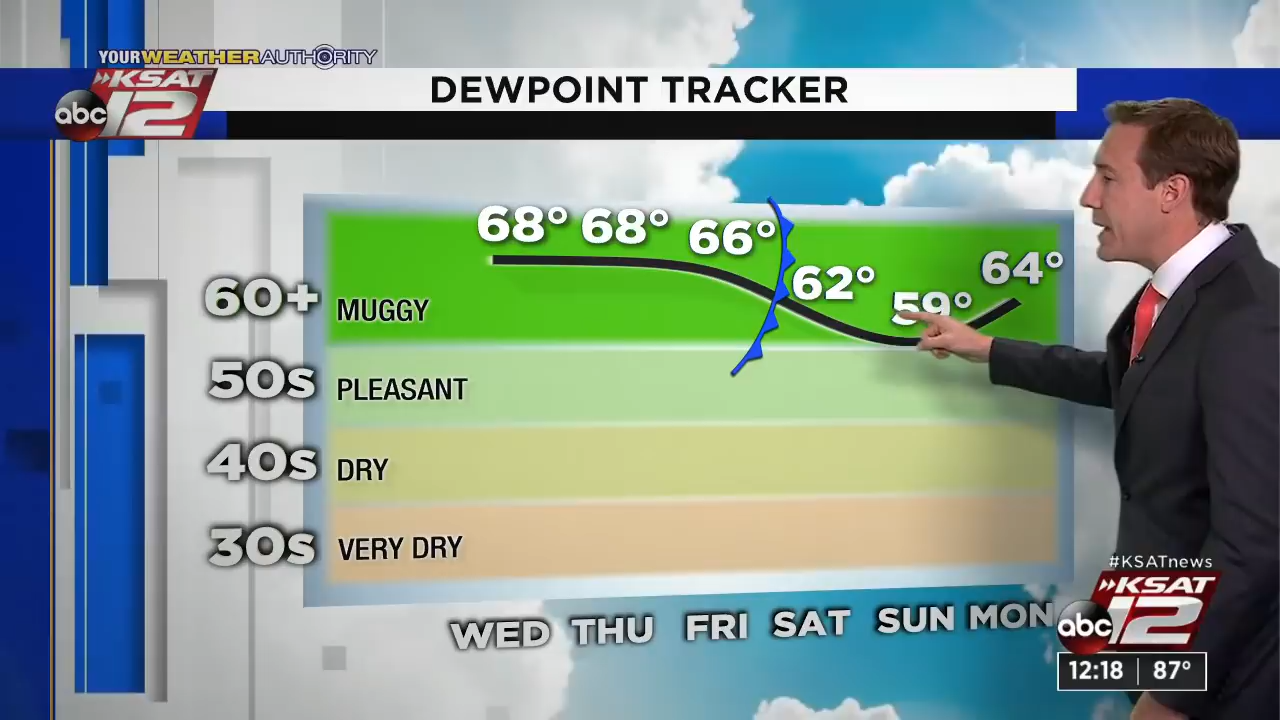 YOURWEATHERAUTHORITY
KSAT
abc 12
DEWPOINT TRACKER
68° 68° 66° 62° 59° 64°
60+ MUGGY
50s PLEASANT
40s DRY
30s VERY DRY
WED THU FRI SAT SUN MON
#KSATnews
KSAT
abc 12
12:18 87°